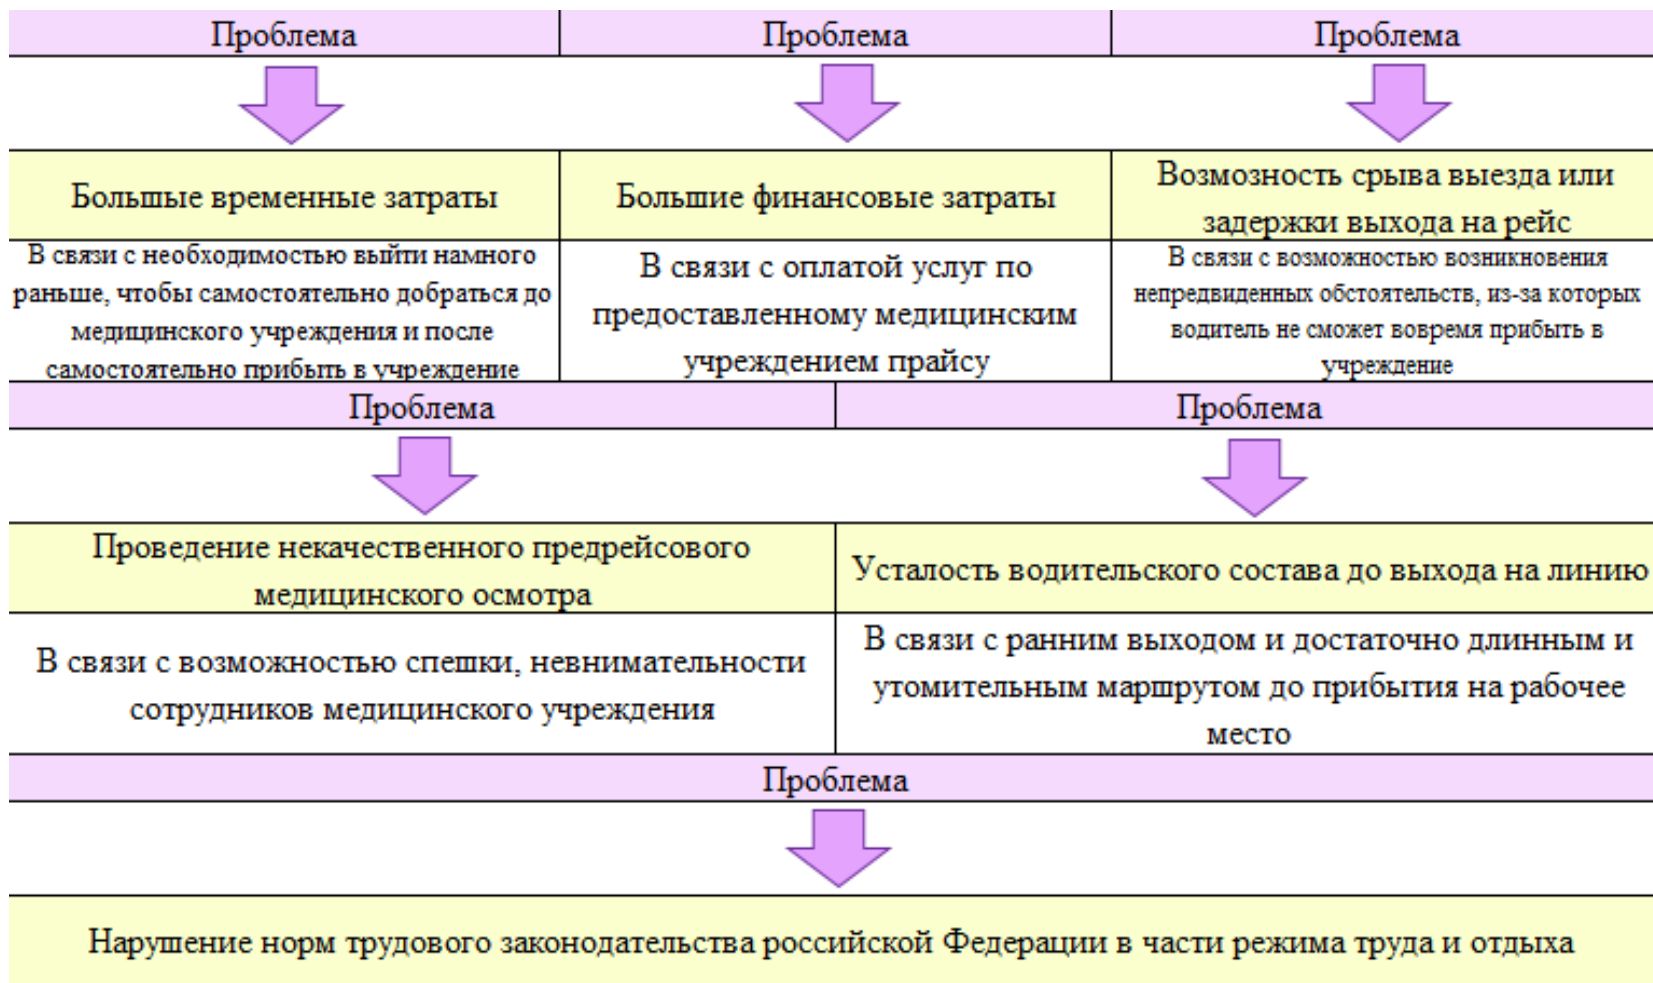 Проблема
Проблема
Проблема
Большые временные затраты
Большие финансовые затраты
Возмозность срыва выезда или
задержки выхода на рейс
В связи с необходимостью выйти намного
раньше, чтобы самостоятельно добраться до
медицинского учреждения и после
самостоятельно прибыть в учреждение
В связи с оплатой услуг по
предоставленному медицинским
учреждением прайсу
В связи с возможностью возникновения
непредвиденных обстоятельств, из-за которых
водитель не сможет вовремя прибыть в
учреждение
Проблема
Проблема
Проведение некачественного предрейсового
медицинского осмотра
Усталость водительского состава до выхода на линию
В связи с возможностью спешки, невнимательности
сотрудников медицинского учреждения
В связи с ранним выходом и достаточно длинным и
утомительным маршрутом до прибытия на рабочее
место
Проблема
Нарушение норм трудового законодательства российской Федерации в части режима труда и отдыха